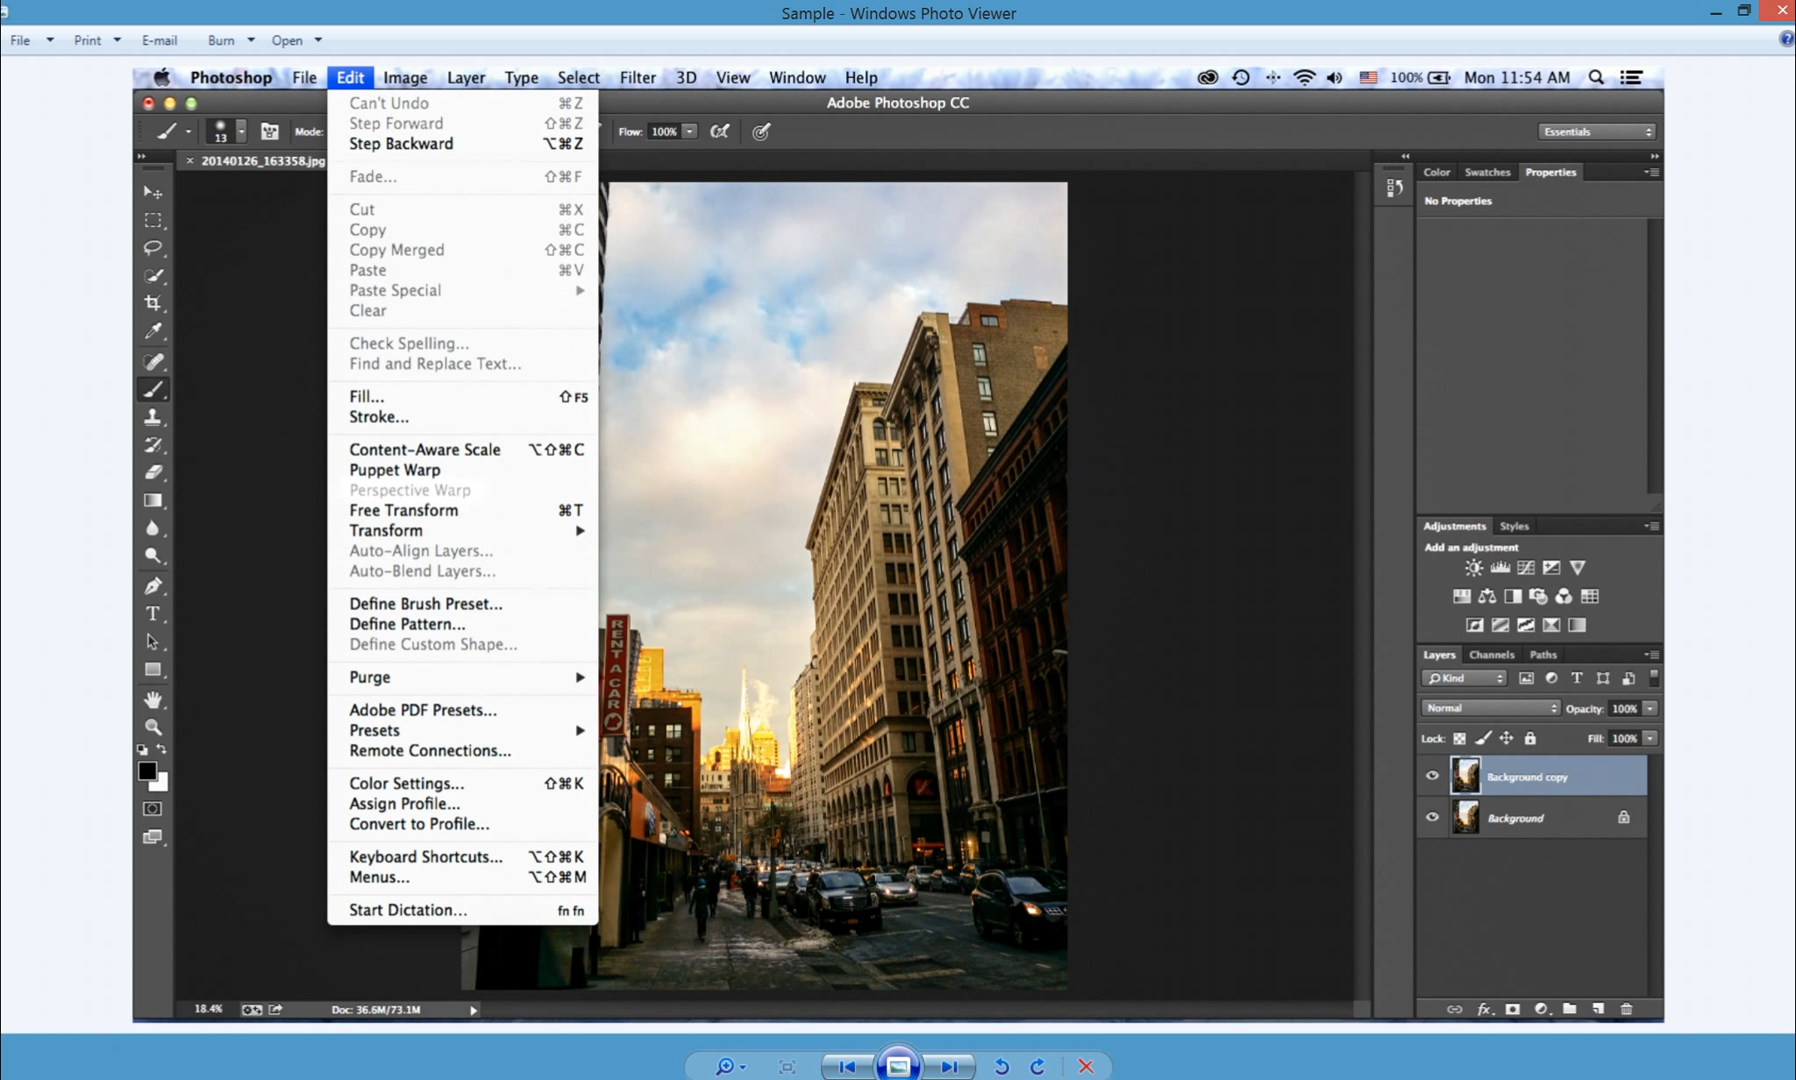 Sample - Windows Photo Viewer
File Print E-mail Burn Open
Photoshop File Edit Image Layer Type Select Filter 3D View Window Help 100% Mon 11:54 AM
Adobe Photoshop CC
13 Mode: Flow: 100% Essentials
× 20140126_163358.jpg
Can't Undo ⌘Z
Step Forward ⇧⌘Z
Step Backward ⌥⌘Z
Fade... ⇧⌘F
Cut ⌘X
Copy ⌘C
Copy Merged ⇧⌘C
Paste ⌘V
Paste Special
Clear
Check Spelling...
Find and Replace Text...
Fill... ⇧F5
Stroke...
Content-Aware Scale ⌥⇧⌘C
Puppet Warp
Perspective Warp
Free Transform ⌘T
Transform
Auto-Align Layers...
Auto-Blend Layers...
Define Brush Preset...
Define Pattern...
Define Custom Shape...
Purge
Adobe PDF Presets...
Presets
Remote Connections...
Color Settings... ⇧⌘K
Assign Profile...
Convert to Profile...
Keyboard Shortcuts... ⌥⇧⌘K
Menus... ⌥⇧⌘M
Start Dictation... fn fn
RENT A CAR
Color Swatches Properties
No Properties
Adjustments Styles
Add an adjustment
Layers Channels Paths
Kind
Normal Opacity: 100%
Lock: Fill: 100%
Background copy
Background
fx
18.4% Doc: 36.6M/73.1M